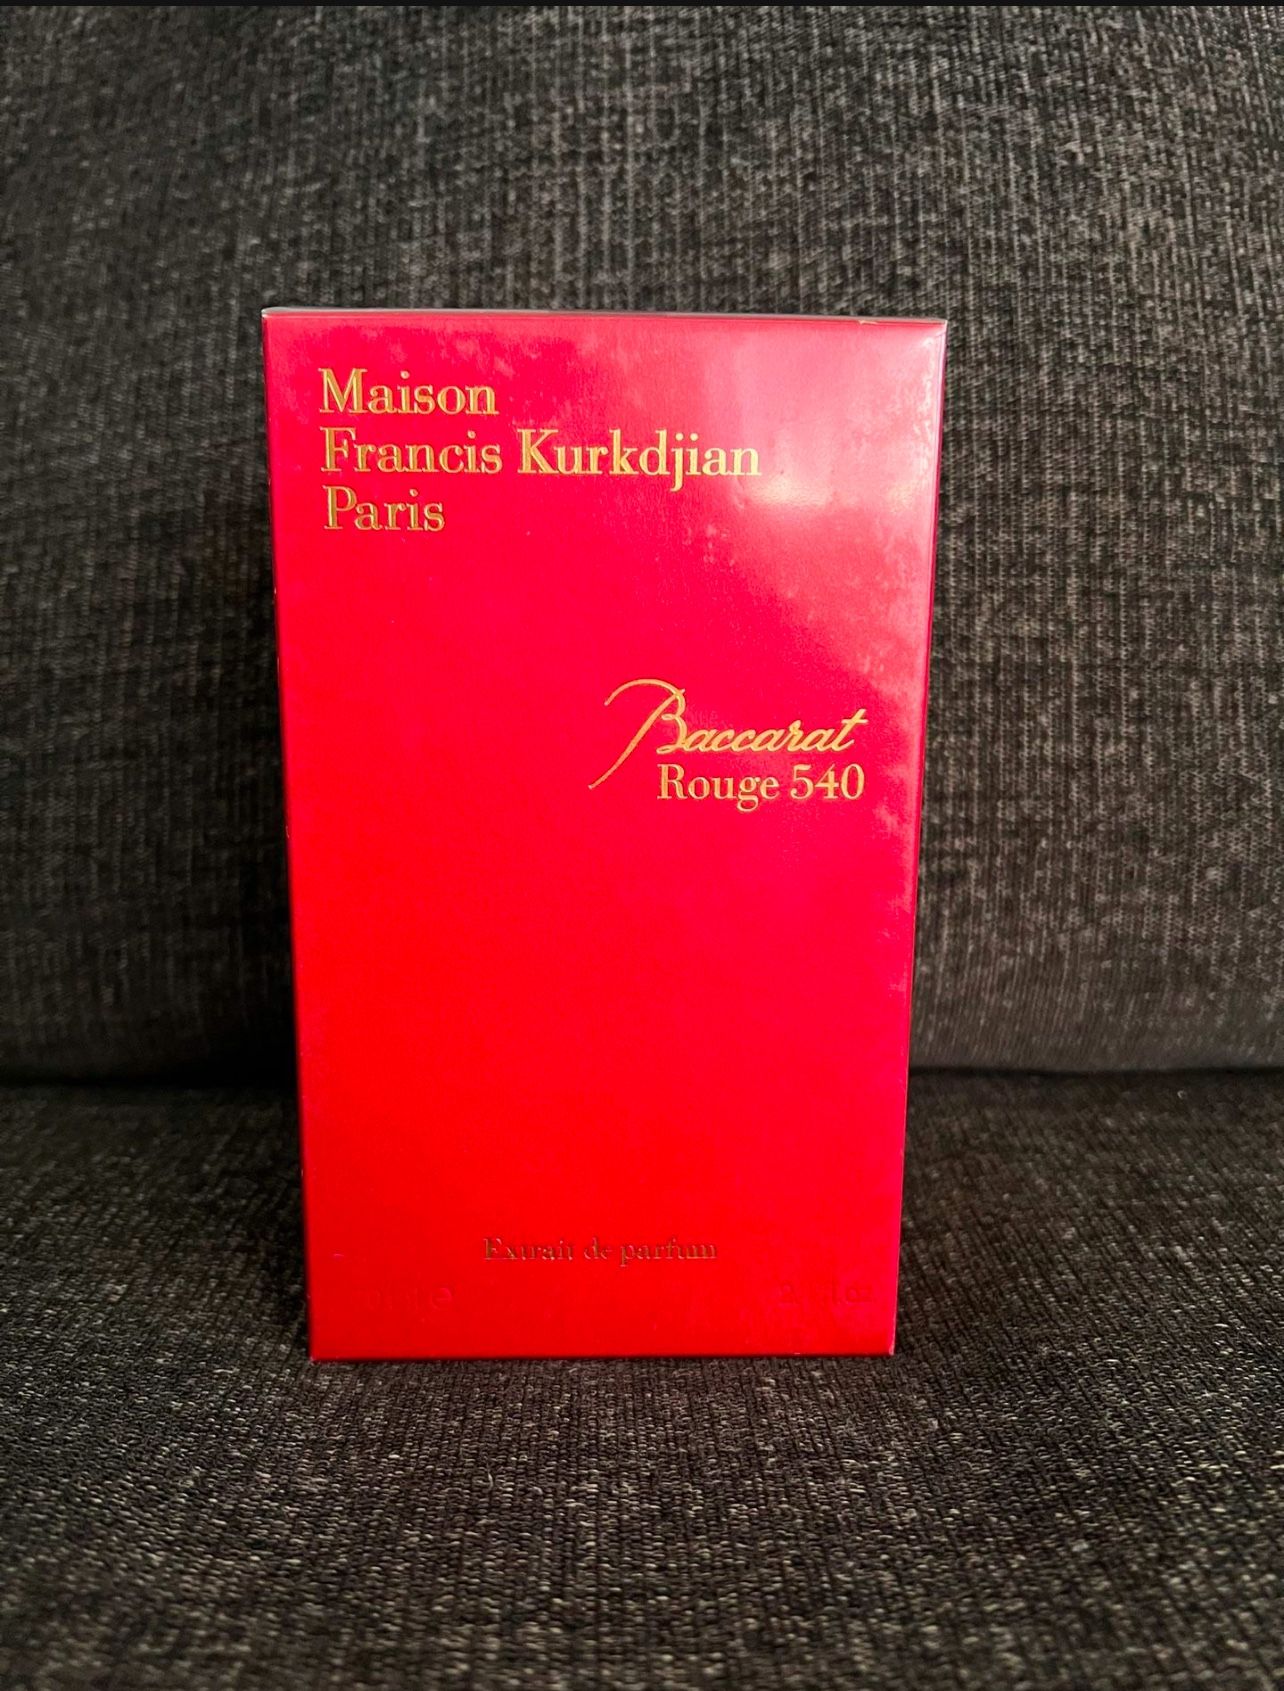 Maison
Francis Kurkdjian
Paris
Baccarat
Rouge 540
Extrait de parfum